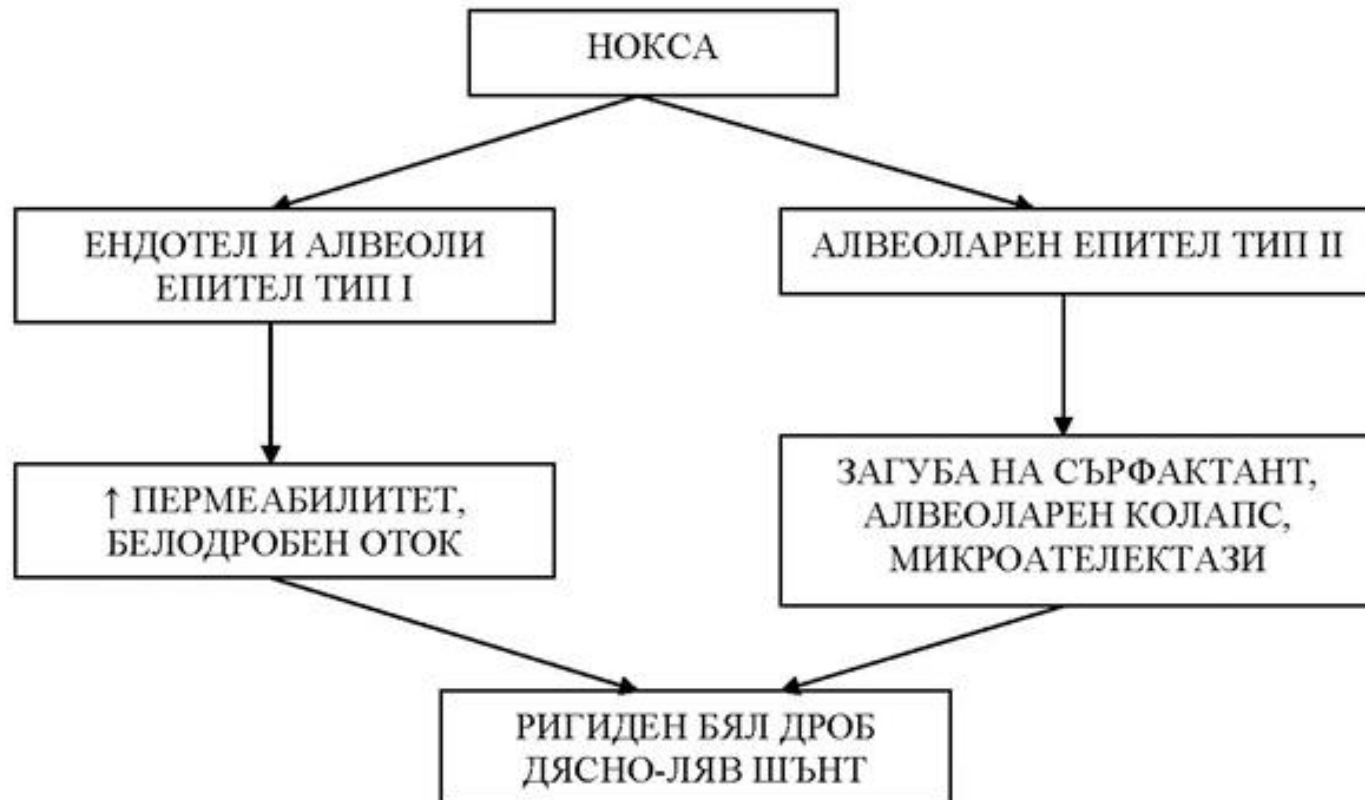 НОКСА
ЕНДОТЕЛ И АЛВЕОЛИ
ЕПИТЕЛ ТИП I
АЛВЕОЛАРЕН ЕПИТЕЛ ТИП II
↑ ПЕРМЕАБИЛИТЕТ,
БЕЛОДРОБЕН ОТОК
ЗАГУБА НА СЪРФАКТАНТ,
АЛВЕОЛАРЕН КОЛАПС,
МИКРОАТЕЛЕКТАЗИ
РИГИДЕН БЯЛ ДРОБ
ДЯСНО-ЛЯВ ШЪНТ